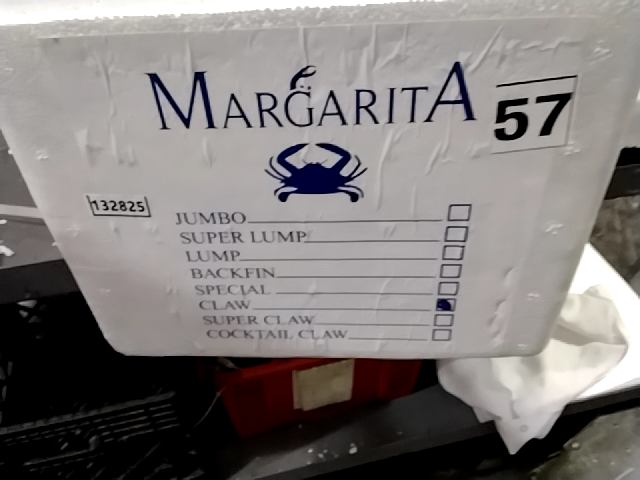 MARGARITA
57
132825
JUMBO
SUPER LUMP
LUMP
BACKFIN
SPECIAL
CLAW
SUPER CLAW
COCKTAIL CLAW